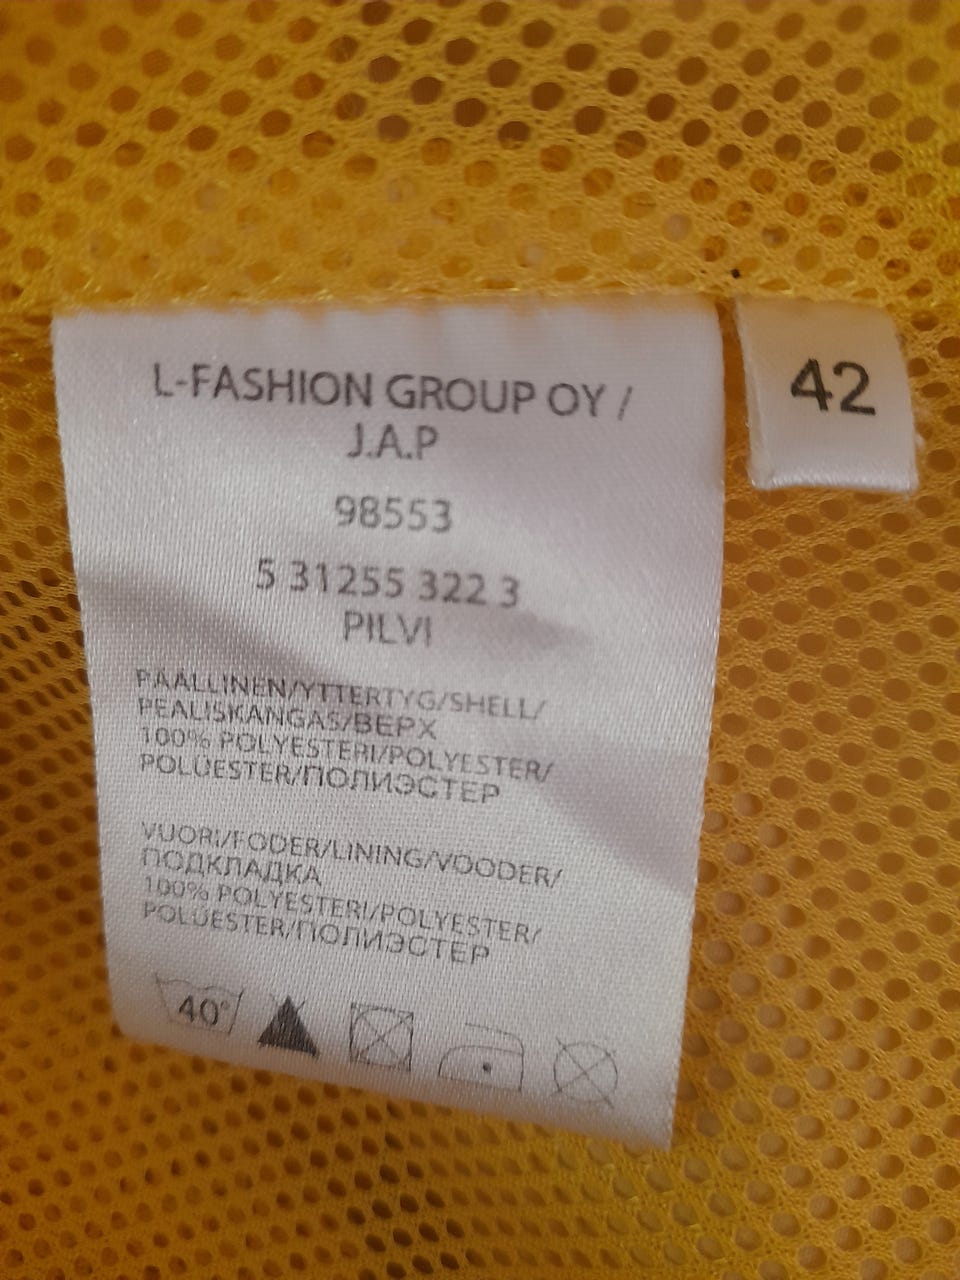 L-FASHION GROUP OY /
J.A.P
98553
5 31255 322 3
PILVI
PÄÄLLINEN/YTTERTYG/SHELL/
PEALISKANGAS/ВЕРХ
100% POLYESTERI/POLYESTER/
POLÜESTER/ПОЛИЭСТЕР
VUORI/FODER/LINING/VOODER/
ПОДКЛАДКА
100% POLYESTERI/POLYESTER/
POLÜESTER/ПОЛИЭСТЕР
40°
42